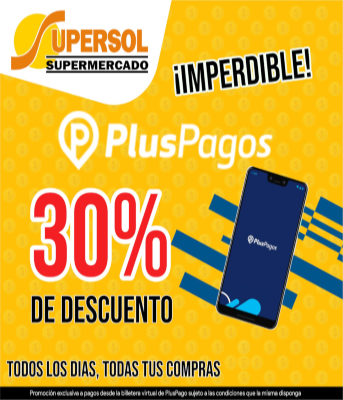 SUPERSOL
SUPERMERCADO
¡IMPERDIBLE!
PlusPagos
30%
DE DESCUENTO
PlusPagos
TODOS LOS DIAS, TODAS TUS COMPRAS
Promoción exclusiva a pagos desde la billetera virtual de PlusPago sujeto a las condiciones que la misma disponga